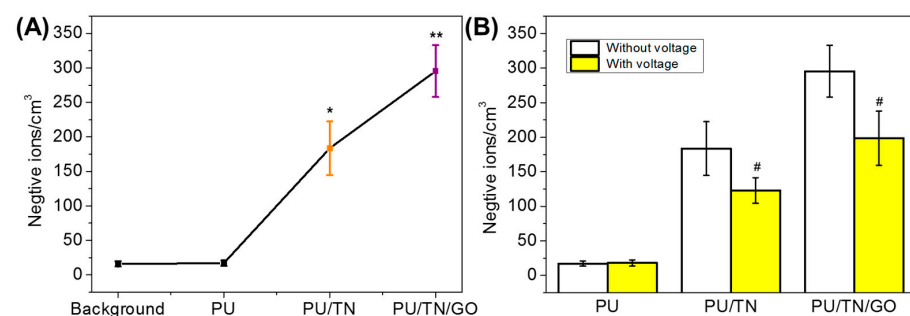 (A)
Negtive ions/cm³
350
300
250
200
150
100
50
0
*
**
Background PU PU/TN PU/TN/GO
(B)
Negtive ions/cm³
350
300
250
200
150
100
50
0
Without voltage
With voltage
#
#
PU PU/TN PU/TN/GO